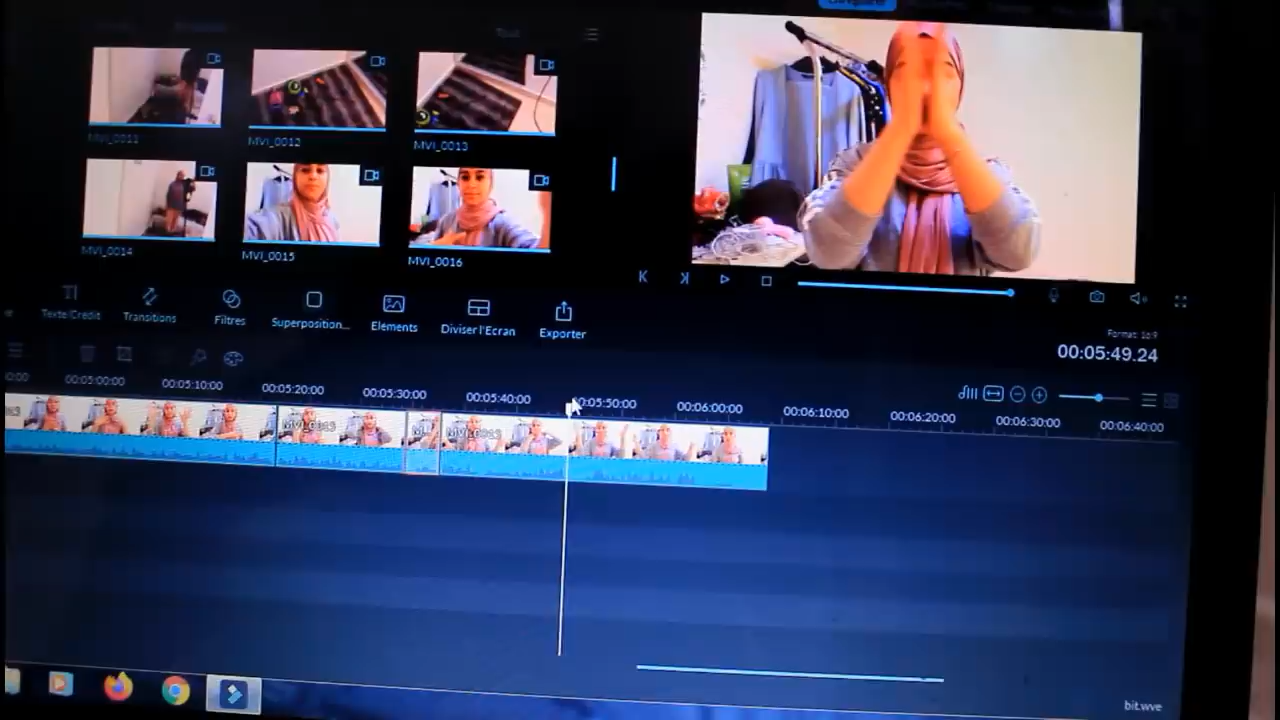 MVI_0011
MVI_0012
MVI_0013
MVI_0014
MVI_0015
MVI_0016
Texte/Crédit
Transitions
Filtres
Superposition...
Elements
Diviser l'Ecran
Exporter
Format: 16:9
00:05:49.24
00:05:00:00
00:05:10:00
00:05:20:00
00:05:30:00
00:05:40:00
00:05:50:00
00:06:00:00
00:06:10:00
00:06:20:00
00:06:30:00
00:06:40:00
bit.wve